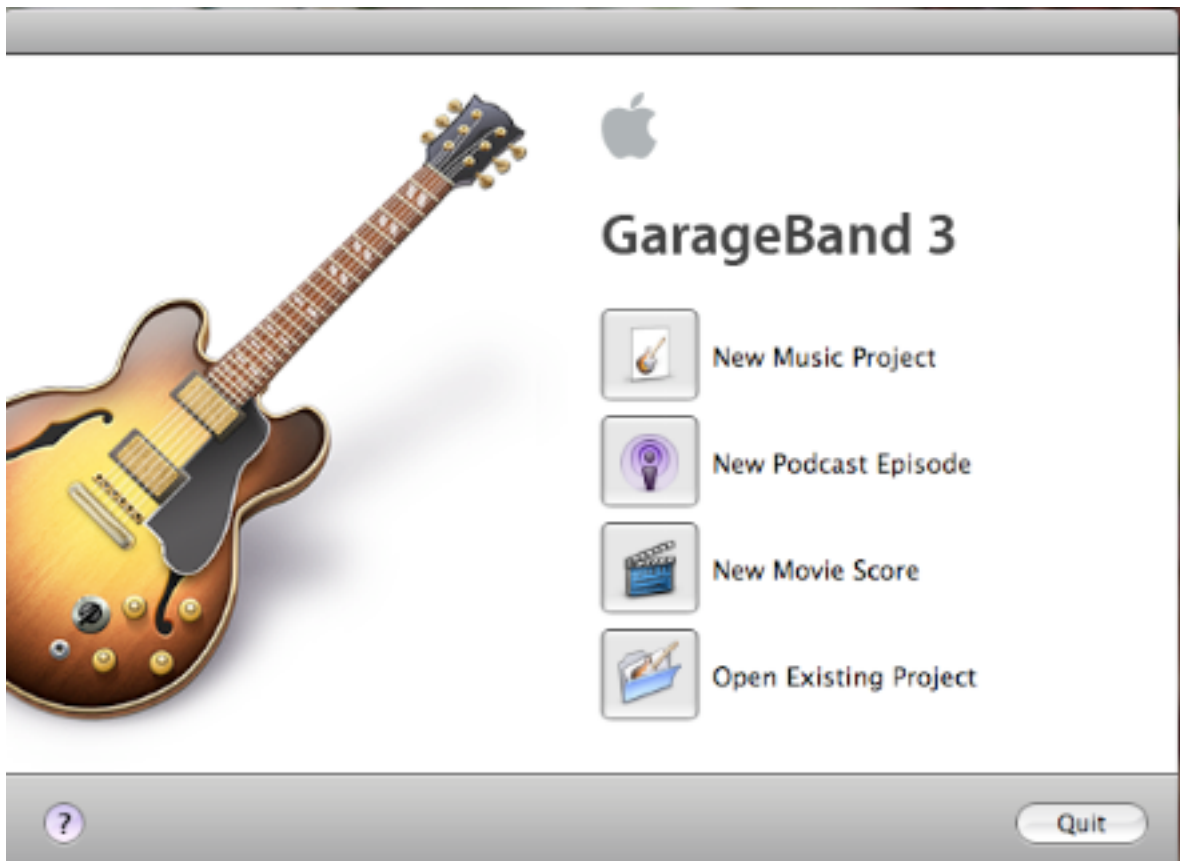 GarageBand 3
New Music Project
New Podcast Episode
New Movie Score
Open Existing Project
?
Quit